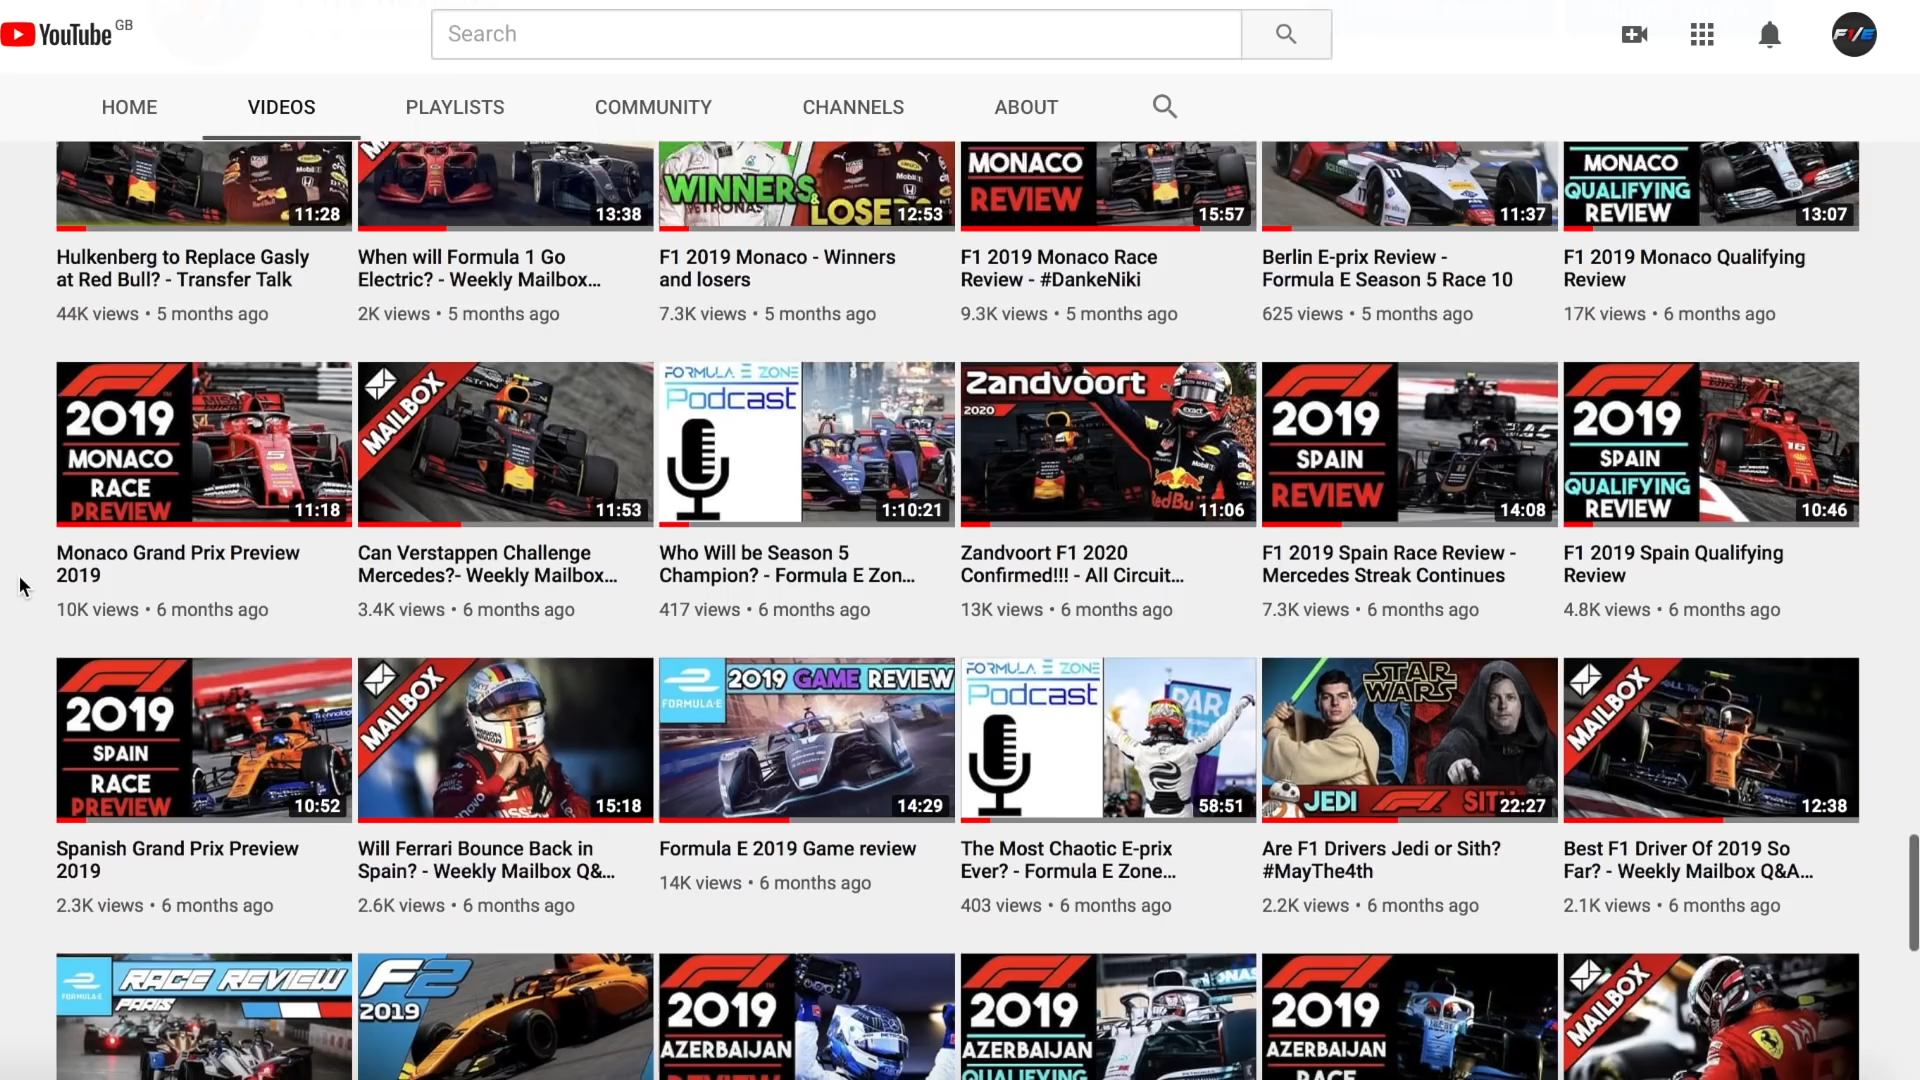 YouTube GB
Search
HOME VIDEOS PLAYLISTS COMMUNITY CHANNELS ABOUT
11:28
13:38
WINNERS
&
LOSERS
12:53
MONACO
REVIEW
15:57
11:37
MONACO
QUALIFYING
REVIEW
13:07
Hulkenberg to Replace Gasly
at Red Bull? - Transfer Talk
44K views • 5 months ago
When will Formula 1 Go
Electric? - Weekly Mailbox...
2K views • 5 months ago
F1 2019 Monaco - Winners
and losers
7.3K views • 5 months ago
F1 2019 Monaco Race
Review - #DankeNiki
9.3K views • 5 months ago
Berlin E-prix Review -
Formula E Season 5 Race 10
625 views • 5 months ago
F1 2019 Monaco Qualifying
Review
17K views • 6 months ago
2019
MONACO
RACE
PREVIEW
11:18
MAILBOX
11:53
FORMULA E ZONE
Podcast
1:10:21
Zandvoort
2020
11:06
2019
SPAIN
REVIEW
14:08
2019
SPAIN
QUALIFYING
REVIEW
10:46
Monaco Grand Prix Preview
2019
10K views • 6 months ago
Can Verstappen Challenge
Mercedes?- Weekly Mailbox...
3.4K views • 6 months ago
Who Will be Season 5
Champion? - Formula E Zon...
417 views • 6 months ago
Zandvoort F1 2020
Confirmed!!! - All Circuit...
13K views • 6 months ago
F1 2019 Spain Race Review -
Mercedes Streak Continues
7.3K views • 6 months ago
F1 2019 Spain Qualifying
Review
4.8K views • 6 months ago
2019
SPAIN
RACE
PREVIEW
10:52
MAILBOX
15:18
FORMULA E
2019 GAME REVIEW
14:29
FORMULA E ZONE
Podcast
58:51
STAR
WARS
JEDI F1 SITH
22:27
MAILBOX
12:38
Spanish Grand Prix Preview
2019
2.3K views • 6 months ago
Will Ferrari Bounce Back in
Spain? - Weekly Mailbox Q&...
2.6K views • 6 months ago
Formula E 2019 Game review
14K views • 6 months ago
The Most Chaotic E-prix
Ever? - Formula E Zone...
403 views • 6 months ago
Are F1 Drivers Jedi or Sith?
#MayThe4th
2.2K views • 6 months ago
Best F1 Driver Of 2019 So
Far? - Weekly Mailbox Q&A...
2.1K views • 6 months ago
FORMULA E
RACE REVIEW
PARIS
F2
2019
2019
AZERBAIJAN
REVIEW
2019
AZERBAIJAN
QUALIFYING
2019
AZERBAIJAN
RACE
MAILBOX